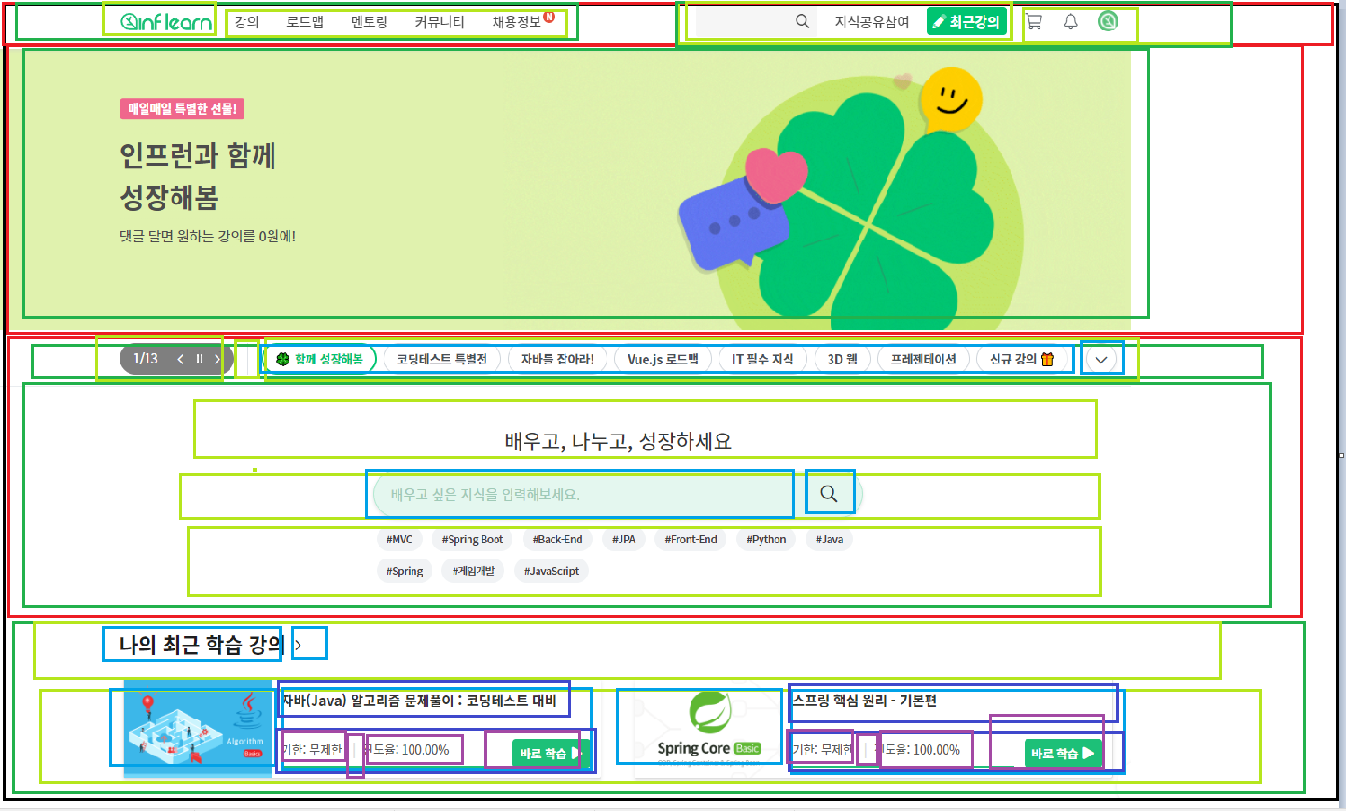 inflearn 강의 로드맵 멘토링 커뮤니티 채용정보 N 지식공유참여 최근강의
매일매일 특별한 선물!
인프런과 함께
성장해봄
댓글 달면 원하는 강의를 0원에!
1/13 함께 성장해봄 코딩테스트 특별전 자바를 잡아라! Vue.js 로드맵 IT 필수 지식 3D 웹 프레젠테이션 신규 강의
배우고, 나누고, 성장하세요
배우고 싶은 지식을 입력해보세요.
#MVC #Spring Boot #Back-End #JPA #Front-End #Python #Java
#Spring #게임개발 #JavaScript
나의 최근 학습 강의
자바(Java) 알고리즘 문제풀이 : 코딩테스트 대비
Java
Algorithm
Basic
기한: 무제한 | 진도율: 100.00%
바로 학습 ▶
스프링 핵심 원리 - 기본편
Spring Core Basic
기한: 무제한 | 진도율: 100.00%
바로 학습 ▶